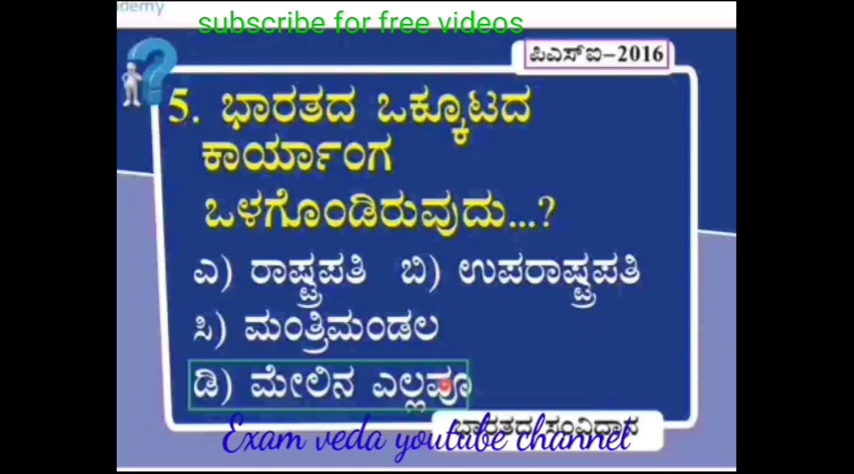 demy
subscribe for free videos
ಪಿಎಸ್ಐ-2016
5. ಭಾರತದ ಒಕ್ಕೂಟದ
ಕಾರ್ಯಾಂಗ
ಒಳಗೊಂಡಿರುವುದು...?
ಎ) ರಾಷ್ಟ್ರಪತಿ ಬಿ) ಉಪರಾಷ್ಟ್ರಪತಿ
ಸಿ) ಮಂತ್ರಿಮಂಡಲ
ಡಿ) ಮೇಲಿನ ಎಲ್ಲವೂ
ಭಾರತದ ಸಂವಿಧಾನ
Exam veda youtube channel